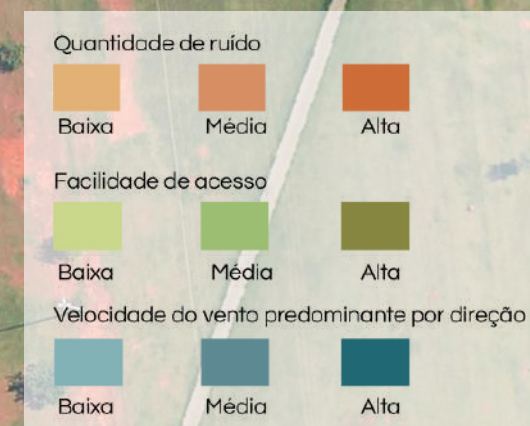 Quantidade de ruído
Baixa Média Alta
Facilidade de acesso
Baixa Média Alta
Velocidade do vento predominante por direção
Baixa Média Alta